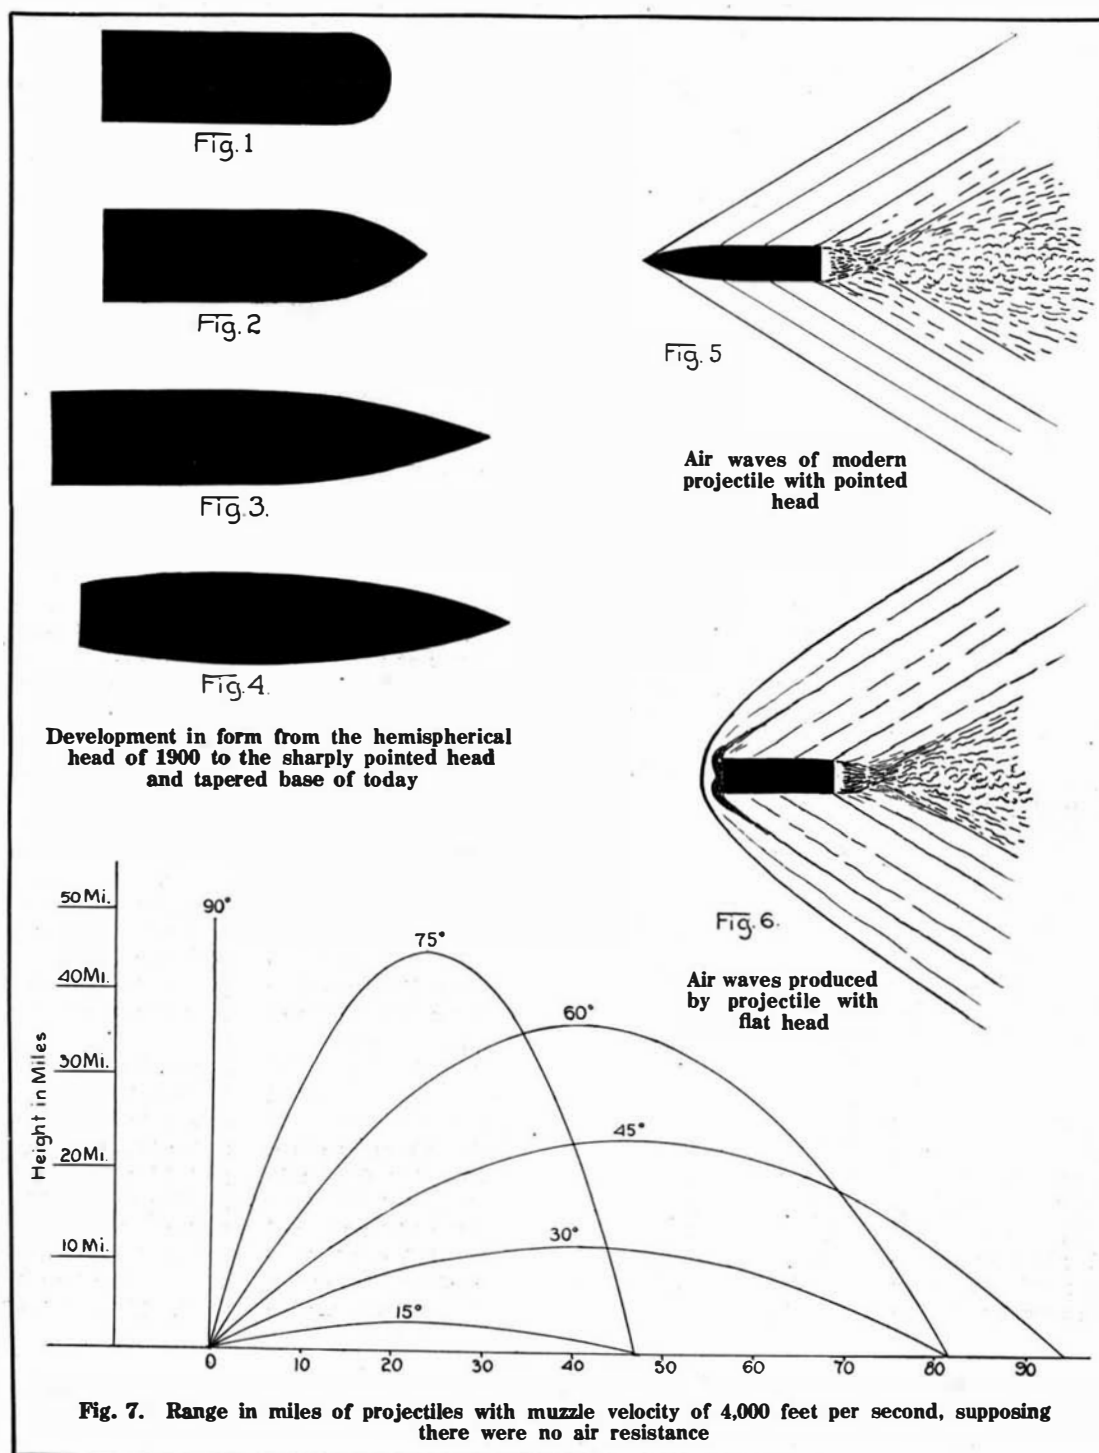 Fig. 1
Fig. 2
Fig. 3.
Fig. 4.
Development in form from the hemispherical
head of 1900 to the sharply pointed head
and tapered base of today
Fig. 5
Air waves of modern
projectile with pointed
head
Fig. 6.
Air waves produced
by projectile with
flat head
Height in Miles
50 Mi.
40 Mi.
30 Mi.
20 Mi.
10 Mi.
90°
75°
60°
45°
30°
15°
0 10 20 30 40 50 60 70 80 90
Fig. 7. Range in miles of projectiles with muzzle velocity of 4,000 feet per second, supposing
there were no air resistance